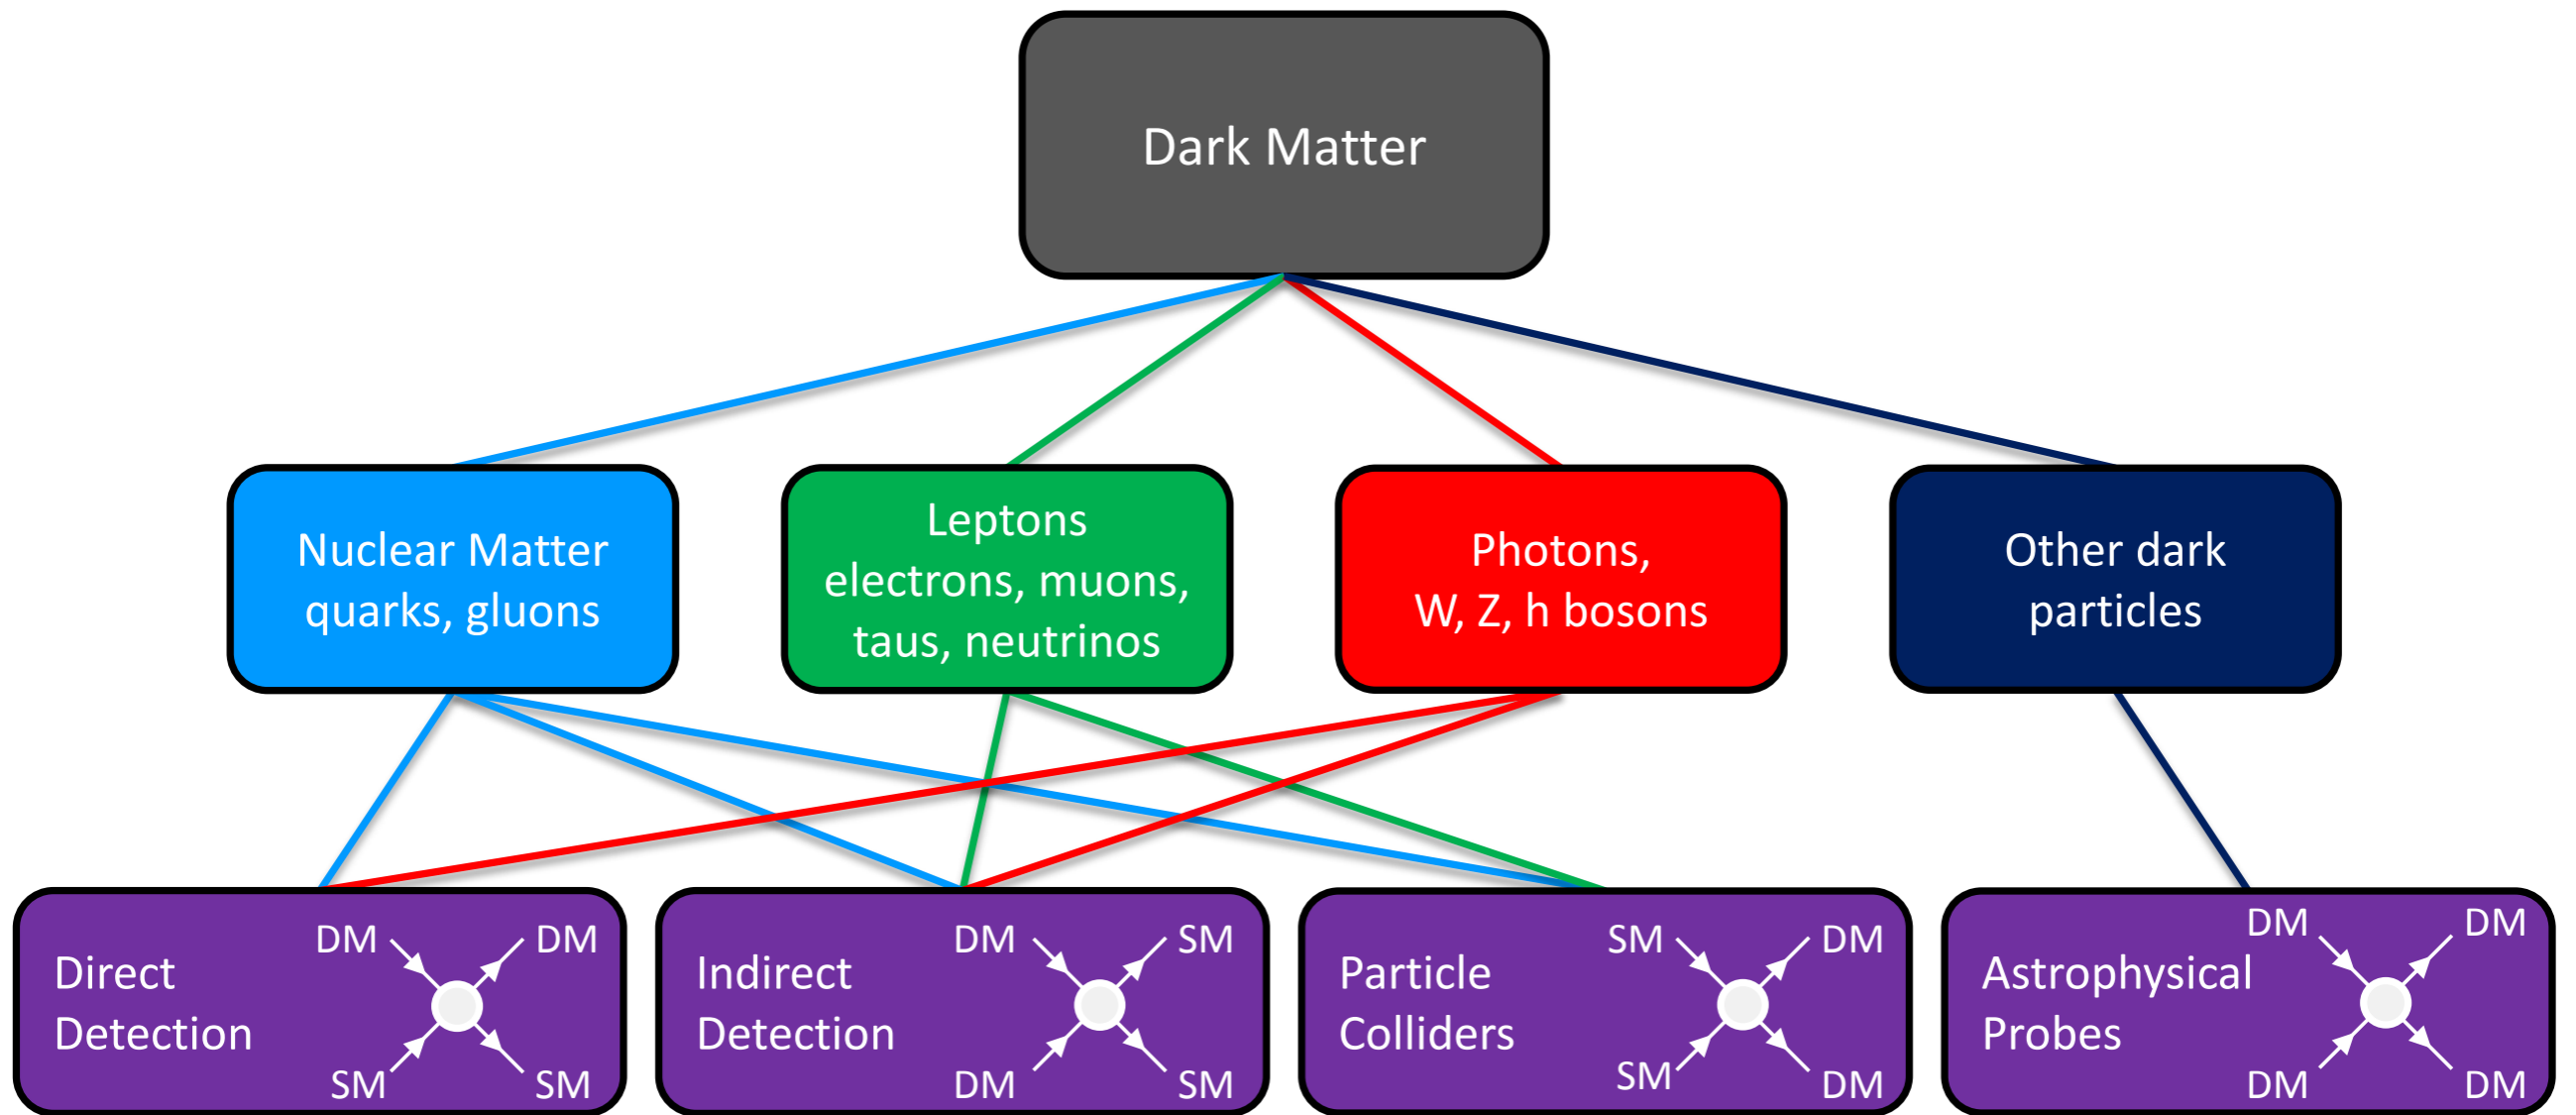 Dark Matter
Nuclear Matter
quarks, gluons
Leptons
electrons, muons,
taus, neutrinos
Photons,
W, Z, h bosons
Other dark
particles
Direct
Detection
DM
DM
SM
SM
Indirect
Detection
DM
SM
DM
SM
Particle
Colliders
SM
DM
SM
DM
Astrophysical
Probes
DM
DM
DM
DM